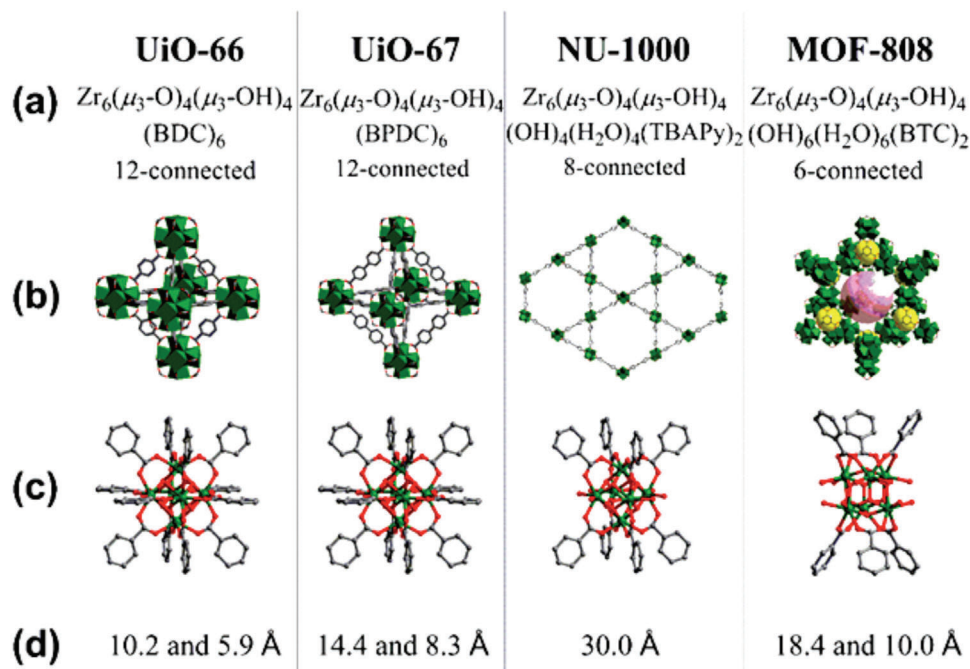 UiO-66
UiO-67
NU-1000
MOF-808
(a)
Zr₆(μ₃-O)₄(μ₃-OH)₄
(BDC)₆
12-connected
Zr₆(μ₃-O)₄(μ₃-OH)₄
(BPDC)₆
12-connected
Zr₆(μ₃-O)₄(μ₃-OH)₄
(OH)₄(H₂O)₄(TBAPy)₂
8-connected
Zr₆(μ₃-O)₄(μ₃-OH)₄
(OH)₆(H₂O)₆(BTC)₂
6-connected
(b)
(c)
(d)
10.2 and 5.9 Å
14.4 and 8.3 Å
30.0 Å
18.4 and 10.0 Å